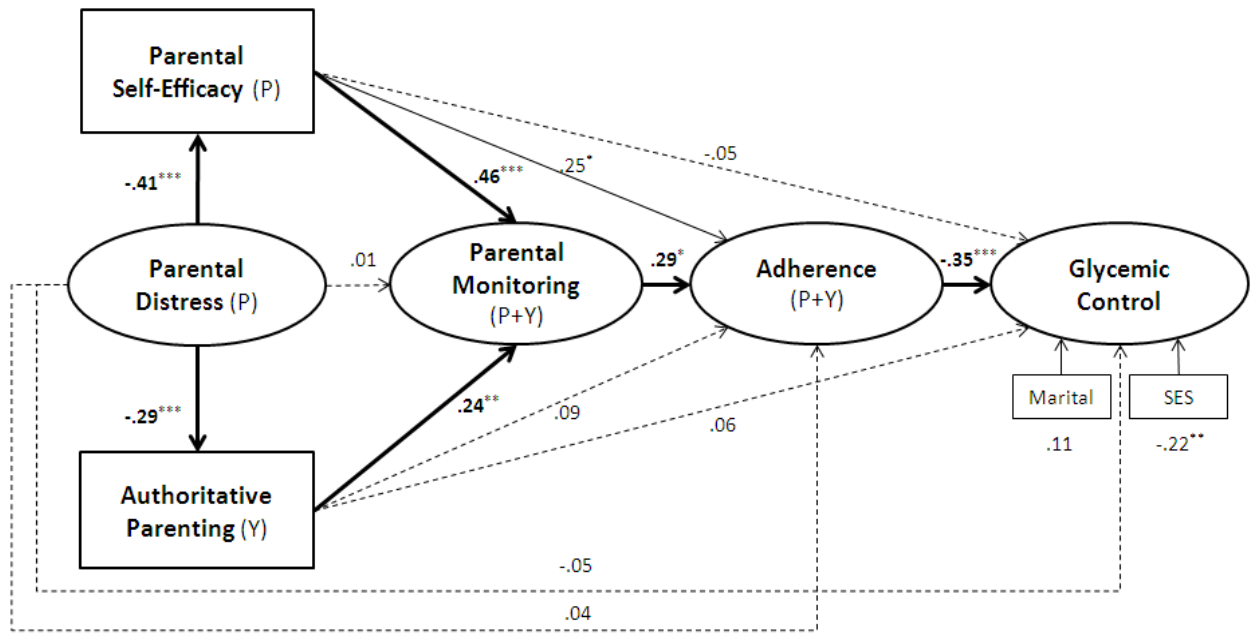 Parental
Self-Efficacy (P)
-.05
.25*
-.41***
.46***
Parental
Distress (P)
.01
Parental
Monitoring
(P+Y)
.29*
Adherence
(P+Y)
-.35***
Glycemic
Control
-.29***
.24**
.09
.06
Marital
SES
.11
-.22**
Authoritative
Parenting (Y)
-.05
.04